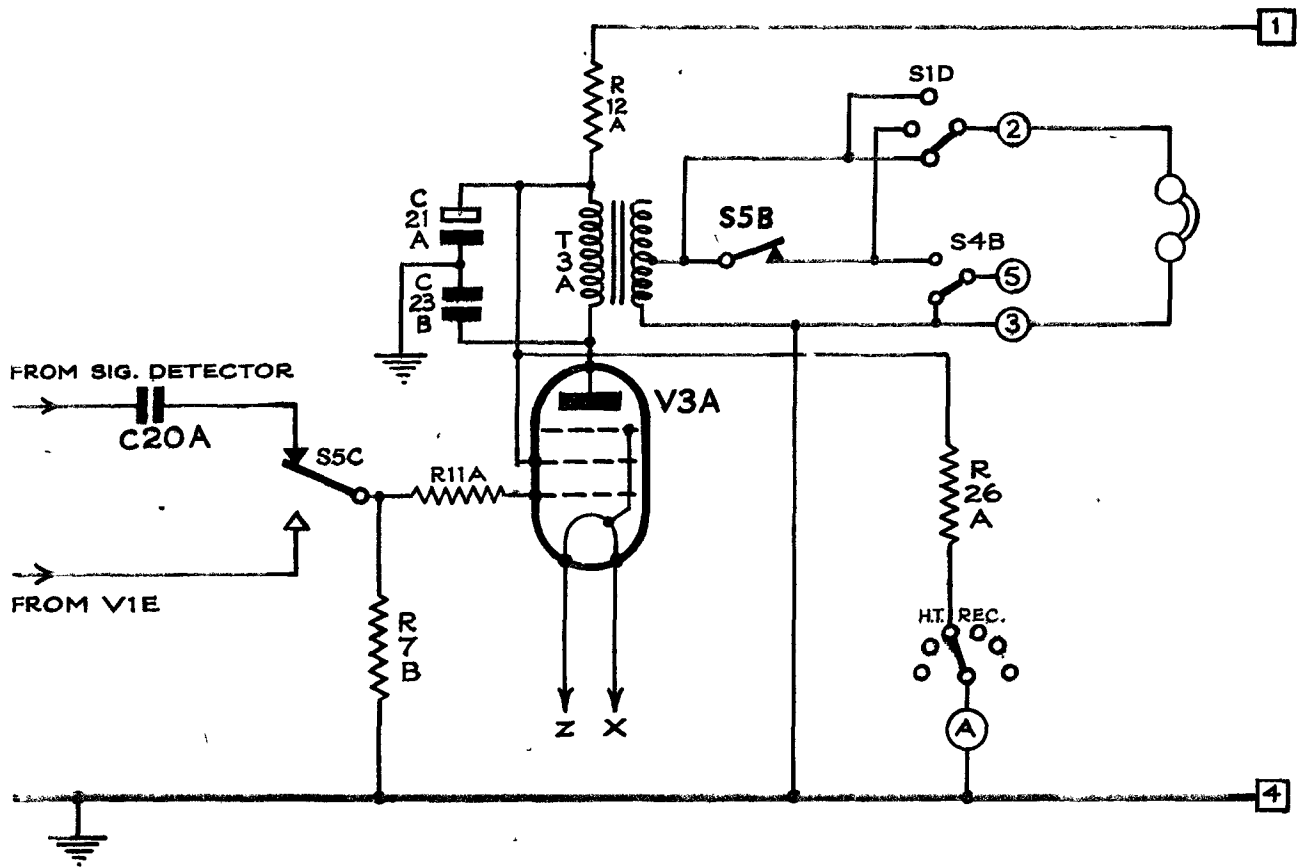 1
R
12
A
S1D
2
C
21
A
T
3
A
S5B
S4B
5
C
23
B
3
FROM SIG. DETECTOR
V3A
C20A
S5C
R11A
R
26
A
FROM V1E
R
7
B
H.T. REC.
Z X
A
4